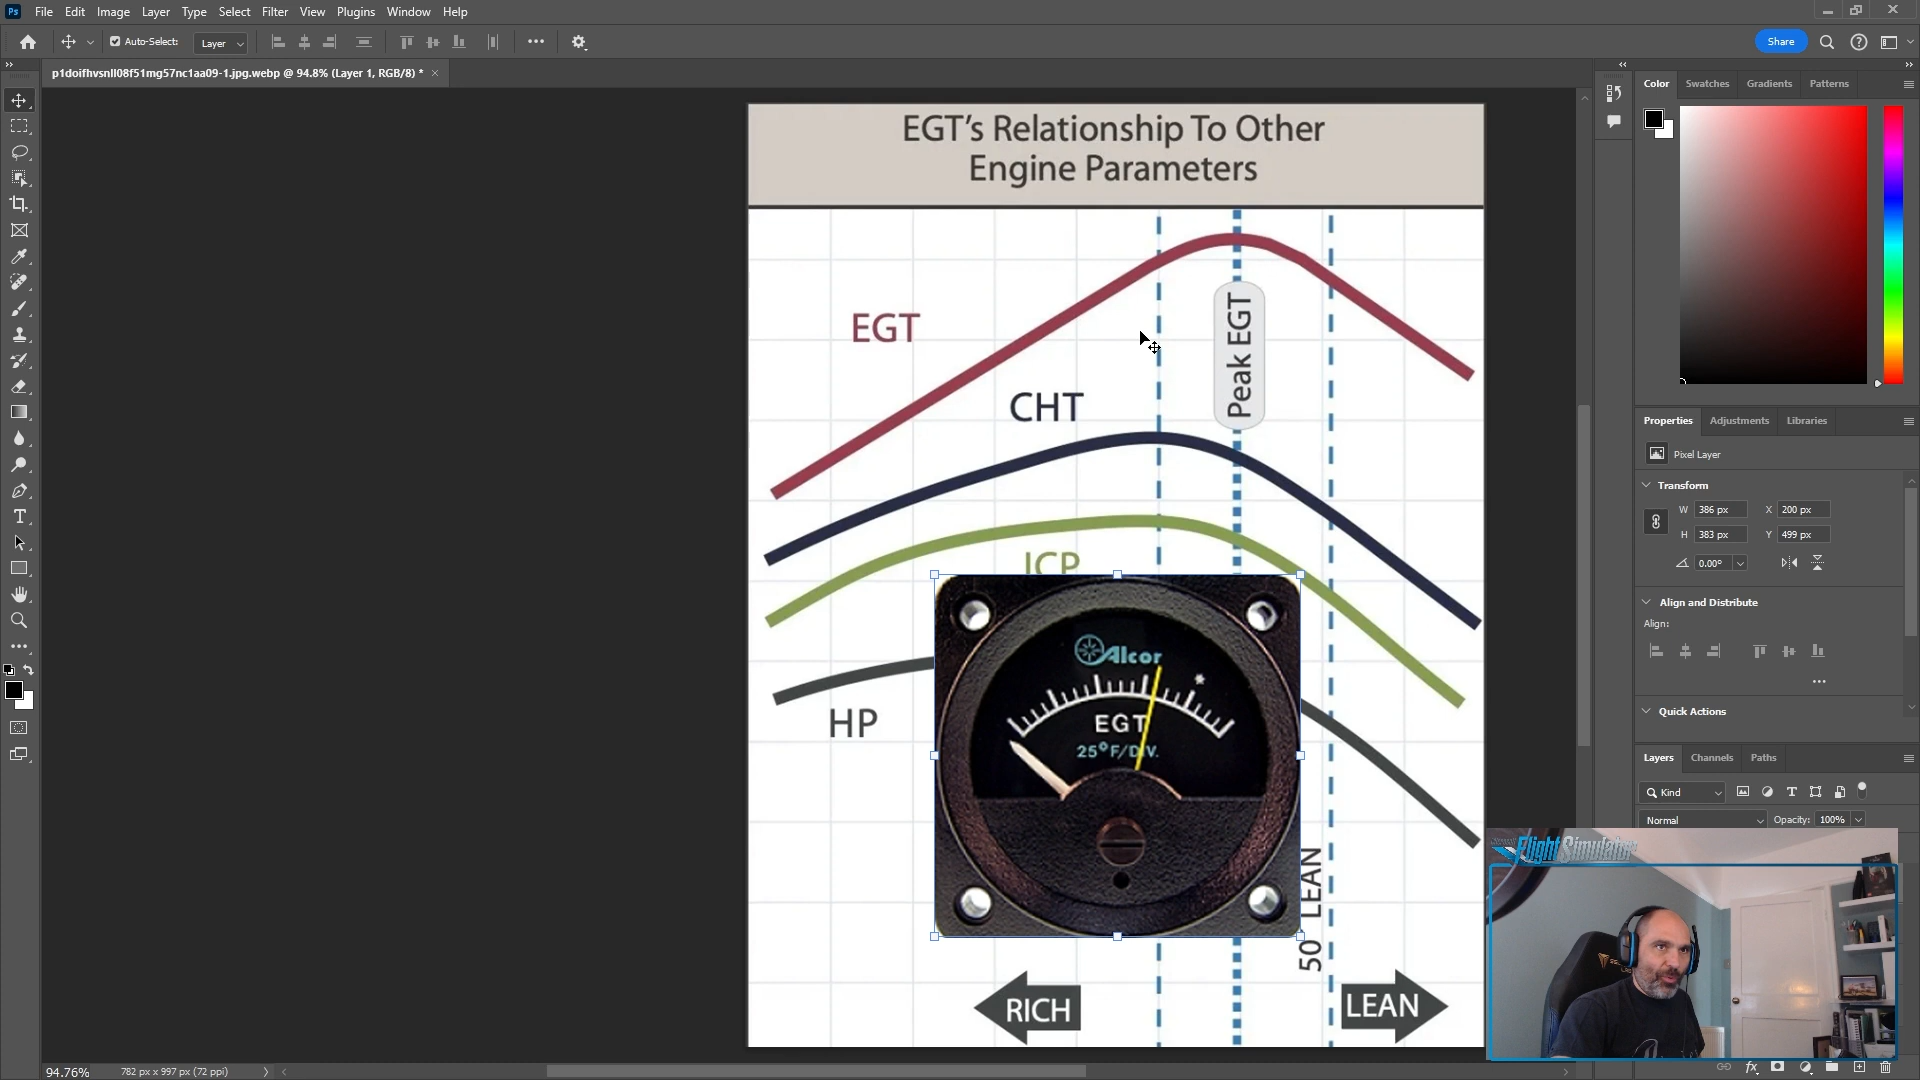 Ps File Edit Image Layer Type Select Filter View Plugins Window Help
Auto-Select: Layer
Share
p1doifhvsnll08f51mg57nc1aa09-1.jpg.webp @ 94.8% (Layer 1, RGB/8) *
EGT’s Relationship To Other
Engine Parameters
EGT
Peak EGT
CHT
ICP
HP
Alcor
EGT
25°F/DIV.
50 LEAN
RICH
LEAN
94.76% 782 px x 997 px (72 ppi)
Color Swatches Gradients Patterns
Properties Adjustments Libraries
Pixel Layer
Transform
W 386 px X 200 px
H 383 px Y 499 px
0.00°
Align and Distribute
Align:
Quick Actions
Layers Channels Paths
Kind
Normal Opacity: 100%
Flight Simulator